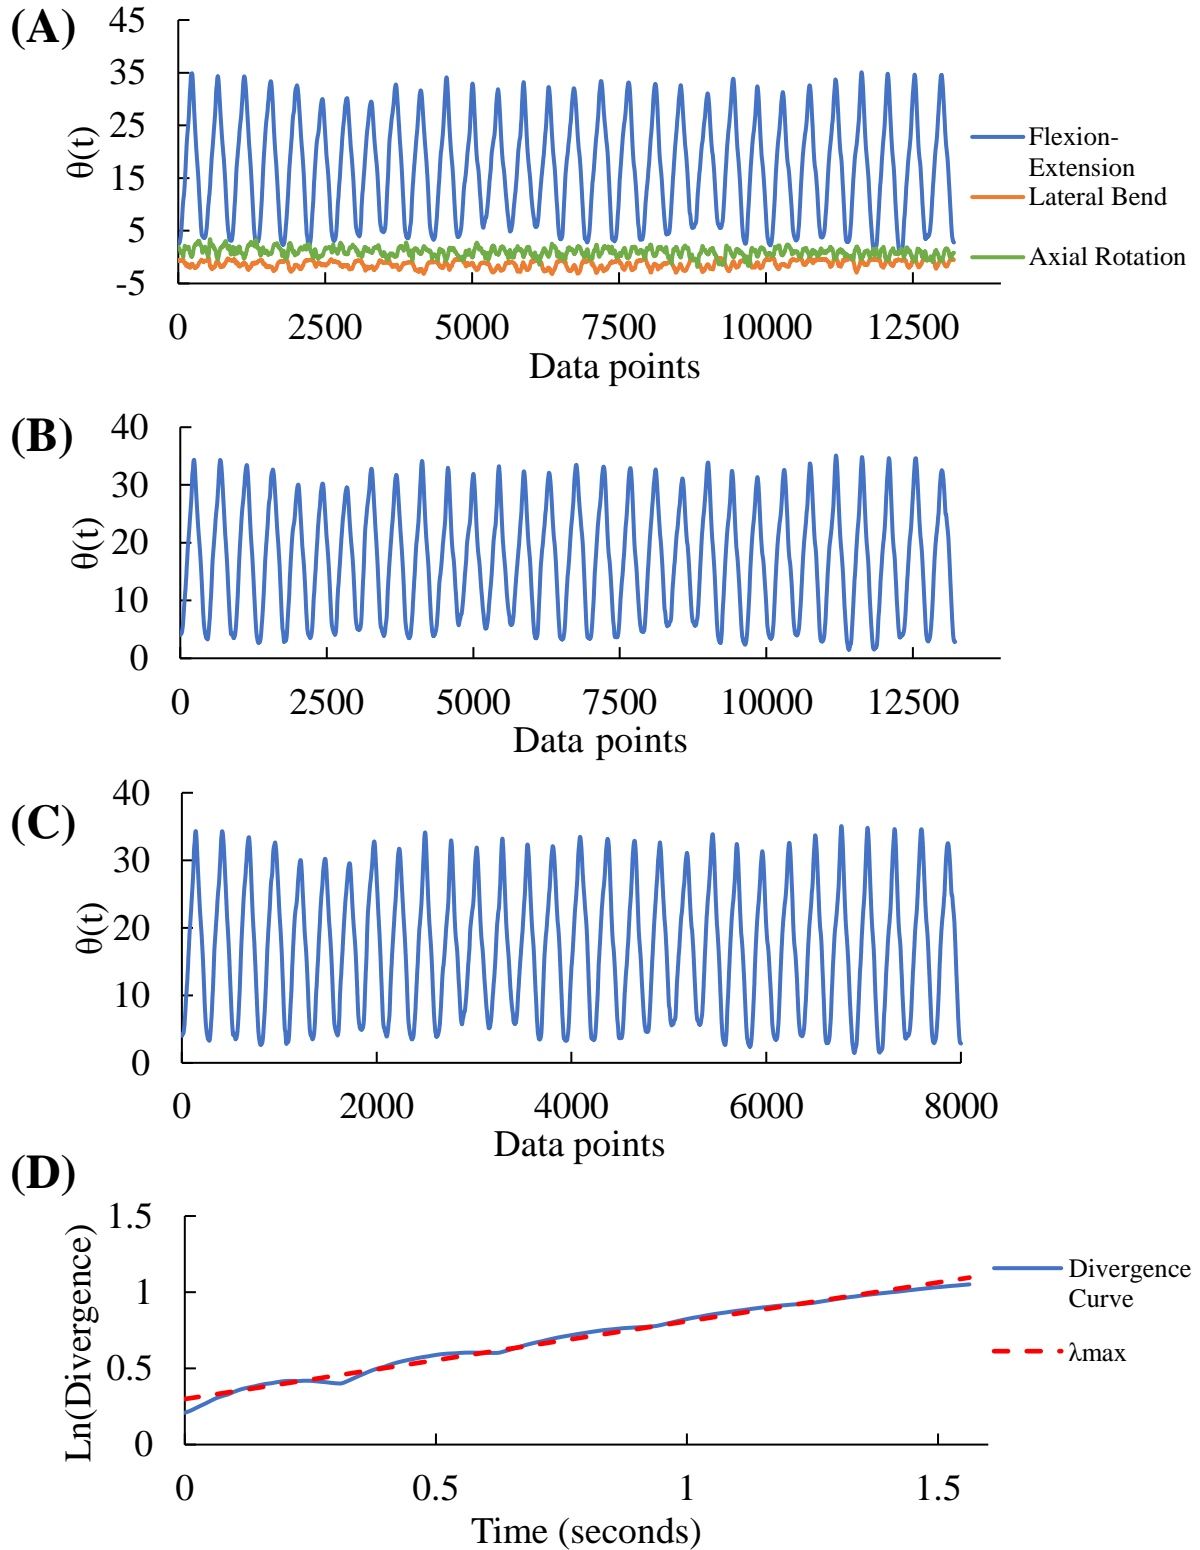 (A)
θ(t)
45
35
25
15
5
-5
0 2500 5000 7500 10000 12500
Data points
Flexion-
Extension
Lateral Bend
Axial Rotation
(B)
θ(t)
40
30
20
10
0
0 2500 5000 7500 10000 12500
Data points
(C)
θ(t)
40
30
20
10
0
0 2000 4000 6000 8000
Data points
(D)
Ln(Divergence)
1.5
1
0.5
0
0 0.5 1 1.5
Time (seconds)
Divergence
Curve
λmax